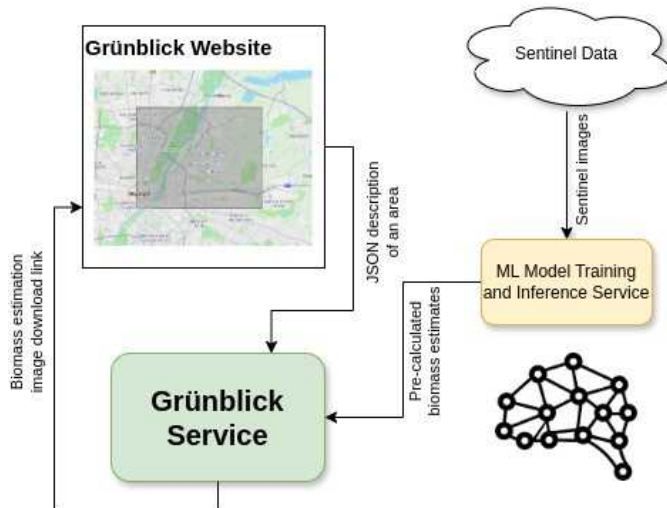 Grünblick Website
Sentinel Data
Sentinel images
JSON description
of an area
ML Model Training
and Inference Service
Biomass estimation
image download link
Pre-calculated
biomass estimates
Grünblick
Service